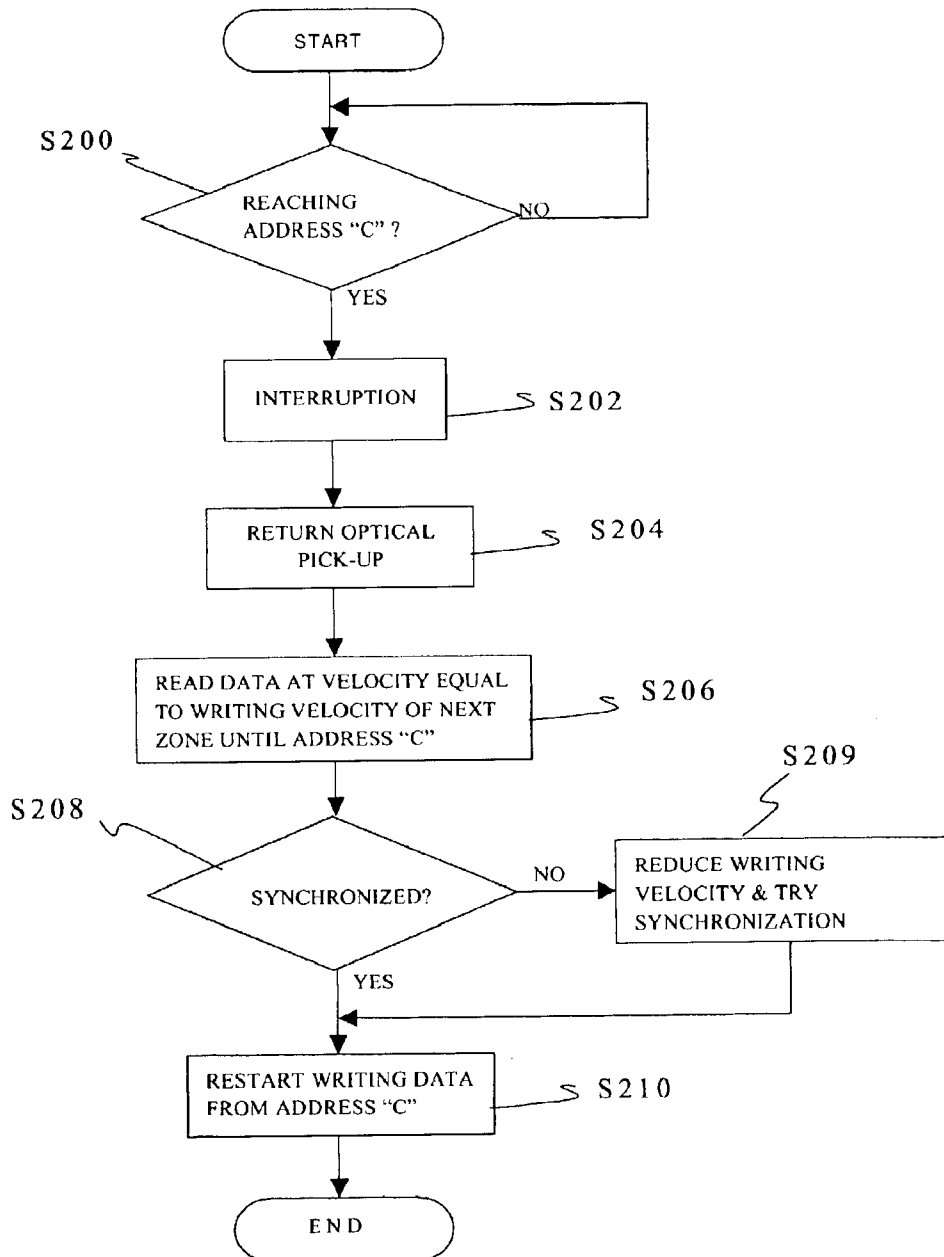 START
S200
REACHING
ADDRESS “C” ?
NO
YES
INTERRUPTION
S202
RETURN OPTICAL
PICK-UP
S204
READ DATA AT VELOCITY EQUAL
TO WRITING VELOCITY OF NEXT
ZONE UNTIL ADDRESS “C”
S206
S208
SYNCHRONIZED?
NO
S209
REDUCE WRITING
VELOCITY & TRY
SYNCHRONIZATION
YES
RESTART WRITING DATA
FROM ADDRESS “C”
S210
END